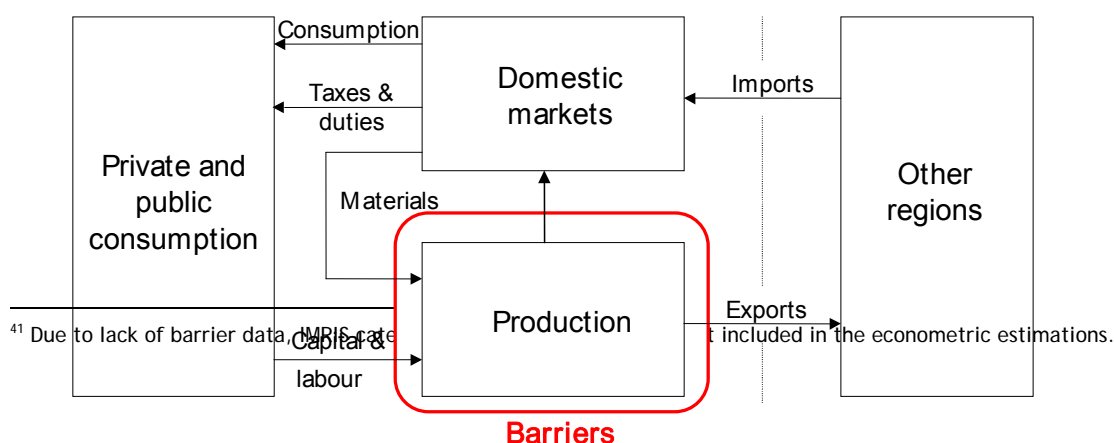 Consumption
Domestic
markets
Imports
Taxes &
duties
Private and
public
consumption
Other
regions
Materials
Production
Exports
41 Due to lack of barrier data, included in the econometric estimations.
Capital &
labour
Barriers